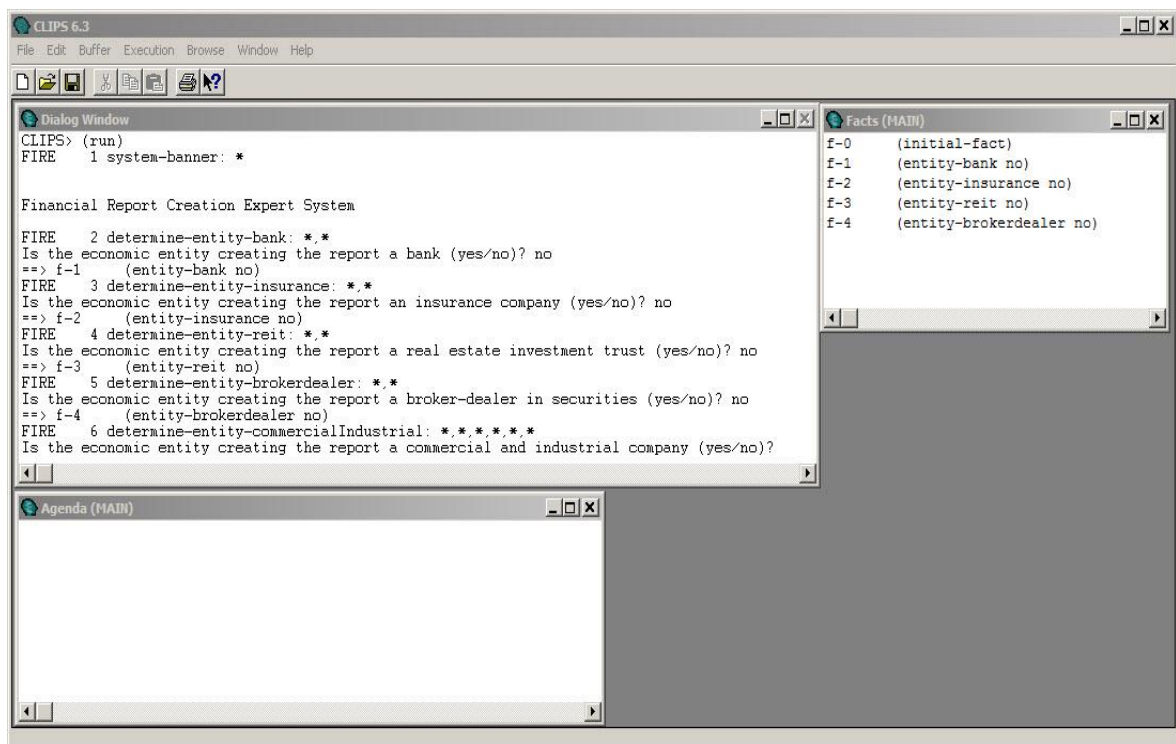 CLIPS 6.3
File Edit Buffer Execution Browse Window Help
Dialog Window
CLIPS> (run)
FIRE 1 system-banner: *
Financial Report Creation Expert System
FIRE 2 determine-entity-bank: *,*
Is the economic entity creating the report a bank (yes/no)? no
==> f-1 (entity-bank no)
FIRE 3 determine-entity-insurance: *,*
Is the economic entity creating the report an insurance company (yes/no)? no
==> f-2 (entity-insurance no)
FIRE 4 determine-entity-reit: *,*
Is the economic entity creating the report a real estate investment trust (yes/no)? no
==> f-3 (entity-reit no)
FIRE 5 determine-entity-brokerdealer: *,*
Is the economic entity creating the report a broker-dealer in securities (yes/no)? no
==> f-4 (entity-brokerdealer no)
FIRE 6 determine-entity-commercialIndustrial: *,*,*,*,*,*
Is the economic entity creating the report a commercial and industrial company (yes/no)?
Facts (MAIN)
f-0 (initial-fact)
f-1 (entity-bank no)
f-2 (entity-insurance no)
f-3 (entity-reit no)
f-4 (entity-brokerdealer no)
Agenda (MAIN)